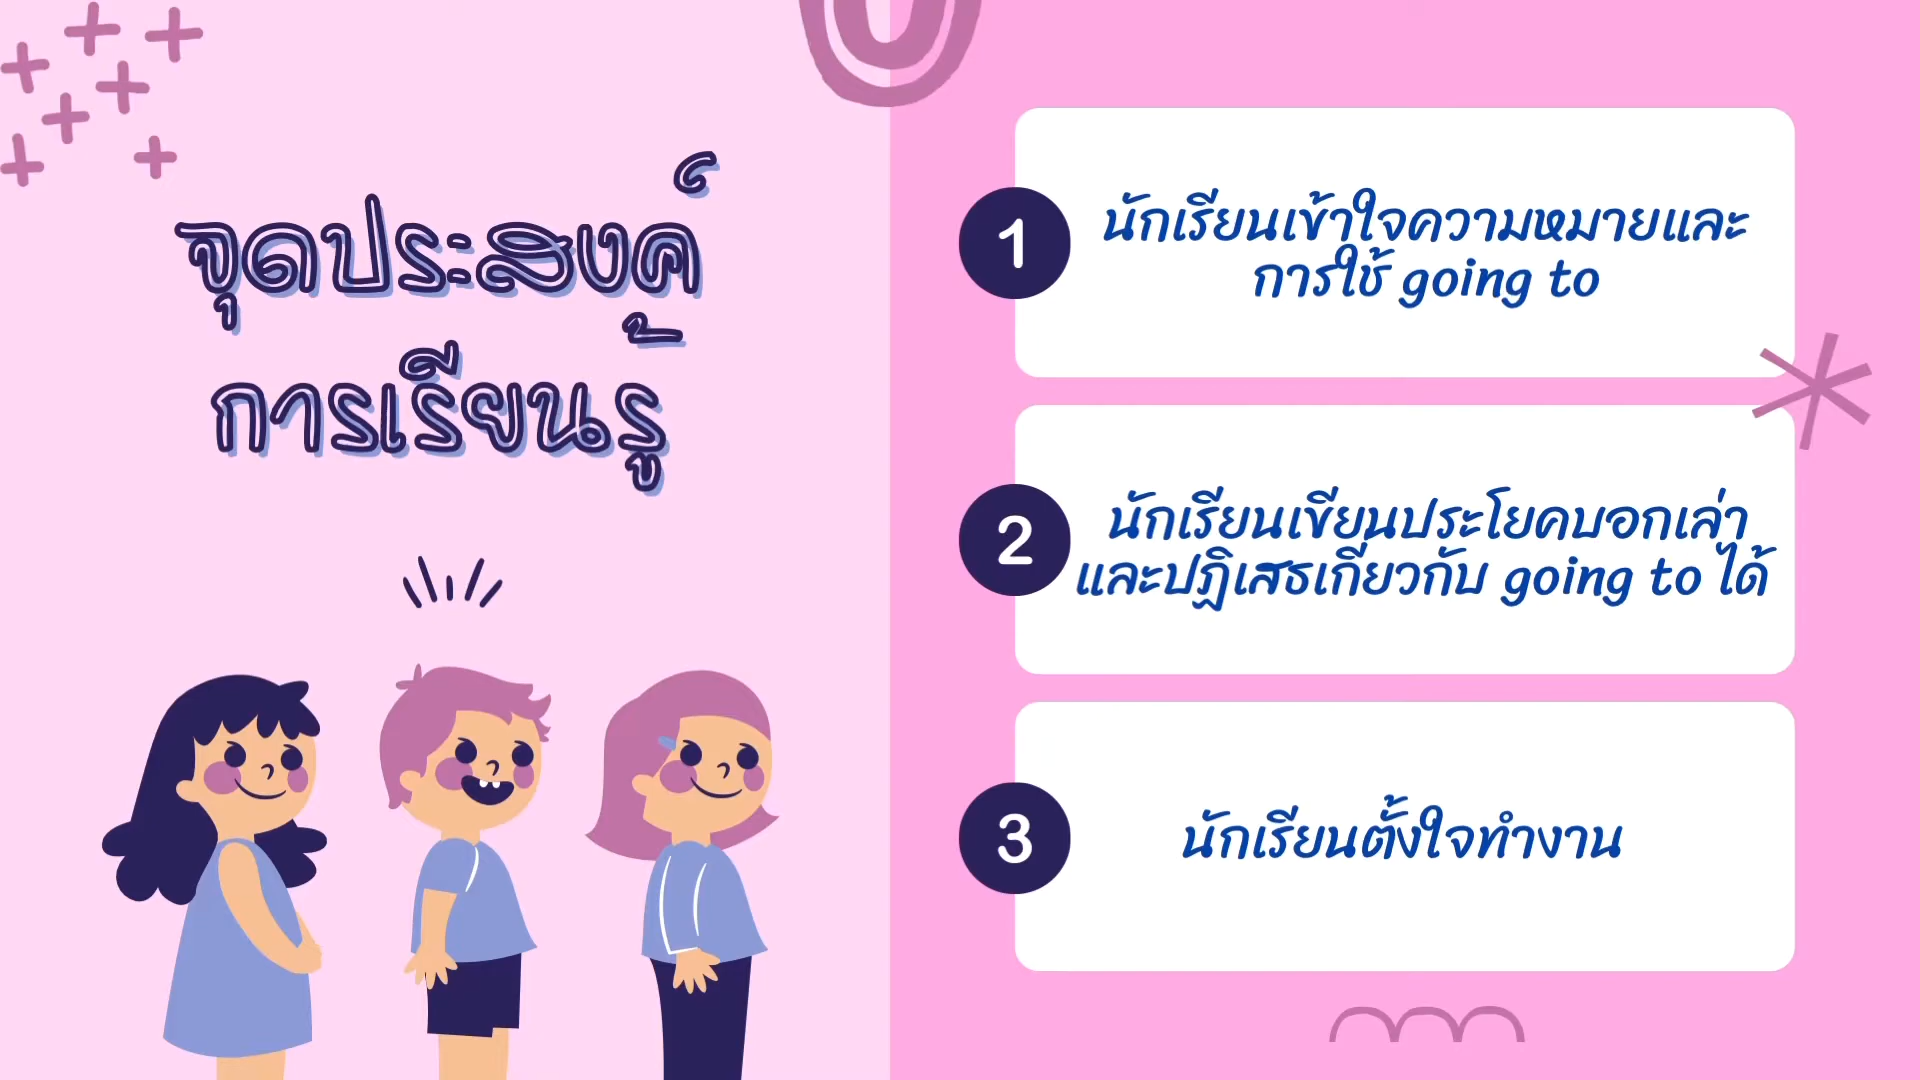 จุดประสงค์
การเรียนรู้
1
นักเรียนเข้าใจความหมายและ
การใช้ going to
2
นักเรียนเขียนประโยคบอกเล่า
และปฏิเสธเกี่ยวกับ going to ได้
3
นักเรียนตั้งใจทำงาน